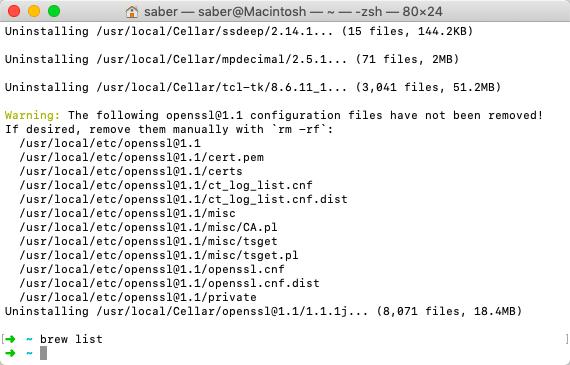 saber — saber@Macintosh — ~ — -zsh — 80×24
Uninstalling /usr/local/Cellar/ssdeep/2.14.1... (15 files, 144.2KB)
Uninstalling /usr/local/Cellar/mpdecimal/2.5.1... (71 files, 2MB)
Uninstalling /usr/local/Cellar/tcl-tk/8.6.11_1... (3,041 files, 51.2MB)
Warning: The following openssl@1.1 configuration files have not been removed!
If desired, remove them manually with `rm -rf`:
/usr/local/etc/openssl@1.1
/usr/local/etc/openssl@1.1/cert.pem
/usr/local/etc/openssl@1.1/certs
/usr/local/etc/openssl@1.1/ct_log_list.cnf
/usr/local/etc/openssl@1.1/ct_log_list.cnf.dist
/usr/local/etc/openssl@1.1/misc
/usr/local/etc/openssl@1.1/misc/CA.pl
/usr/local/etc/openssl@1.1/misc/tsget
/usr/local/etc/openssl@1.1/misc/tsget.pl
/usr/local/etc/openssl@1.1/openssl.cnf
/usr/local/etc/openssl@1.1/openssl.cnf.dist
/usr/local/etc/openssl@1.1/private
Uninstalling /usr/local/Cellar/openssl@1.1/1.1.1j... (8,071 files, 18.4MB)
[➜ ~ brew list ]
➜ ~